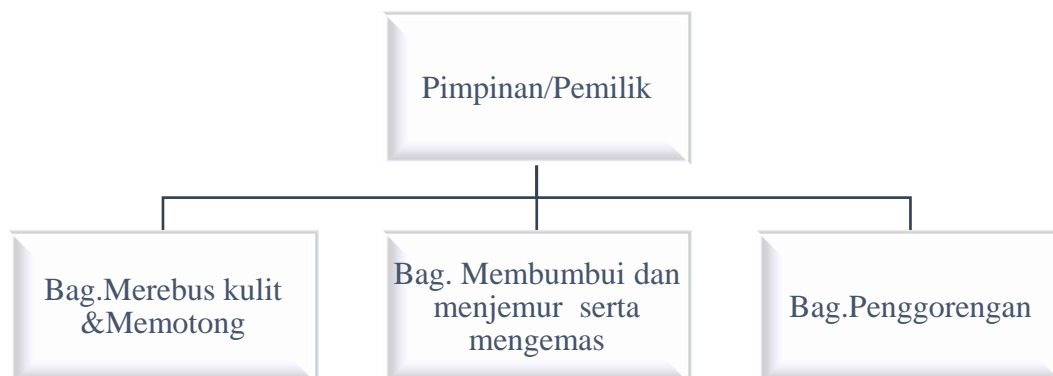 Pimpinan/Pemilik
Bag.Merebus kulit
&Memotong
Bag. Membumbui dan
menjemur  serta
mengemas
Bag.Penggorengan